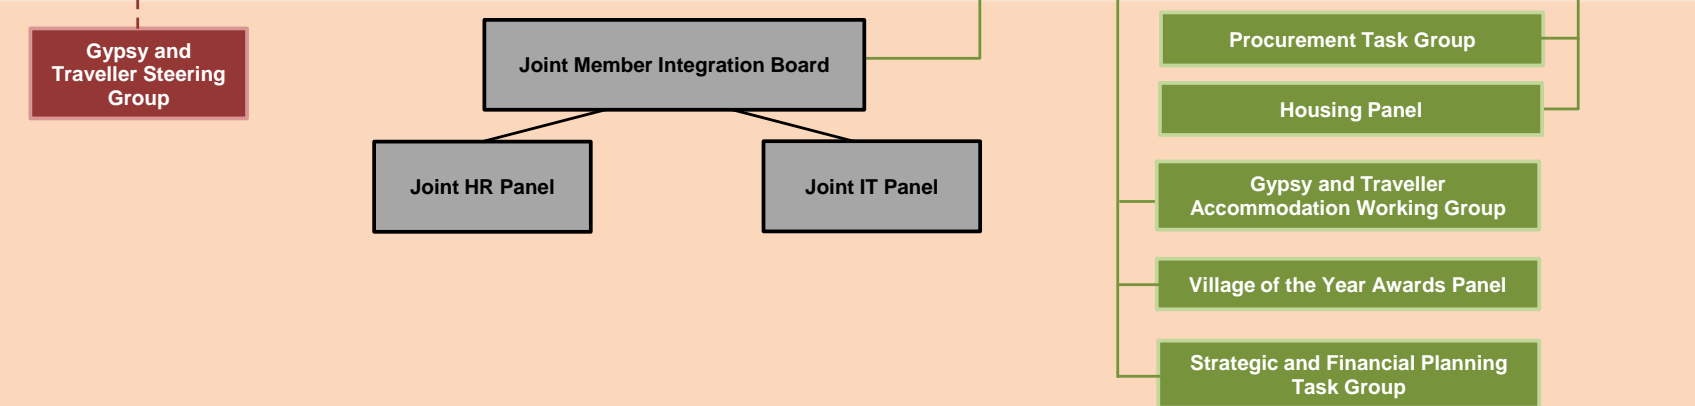 Gypsy and
Traveller Steering
Group
Joint Member Integration Board
Joint HR Panel
Joint IT Panel
Procurement Task Group
Housing Panel
Gypsy and Traveller
Accommodation Working Group
Village of the Year Awards Panel
Strategic and Financial Planning
Task Group